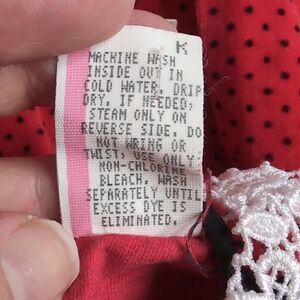 K
MACHINE WASH
INSIDE OUT IN
COLD WATER, DRIP
DRY. IF NEEDED,
STEAM ONLY ON
REVERSE SIDE. DO
NOT WRING OR
TWIST; USE ONLY
NON-CHLORINE
BLEACH. WASH
SEPARATELY UNTIL
EXCESS DYE IS
ELIMINATED.